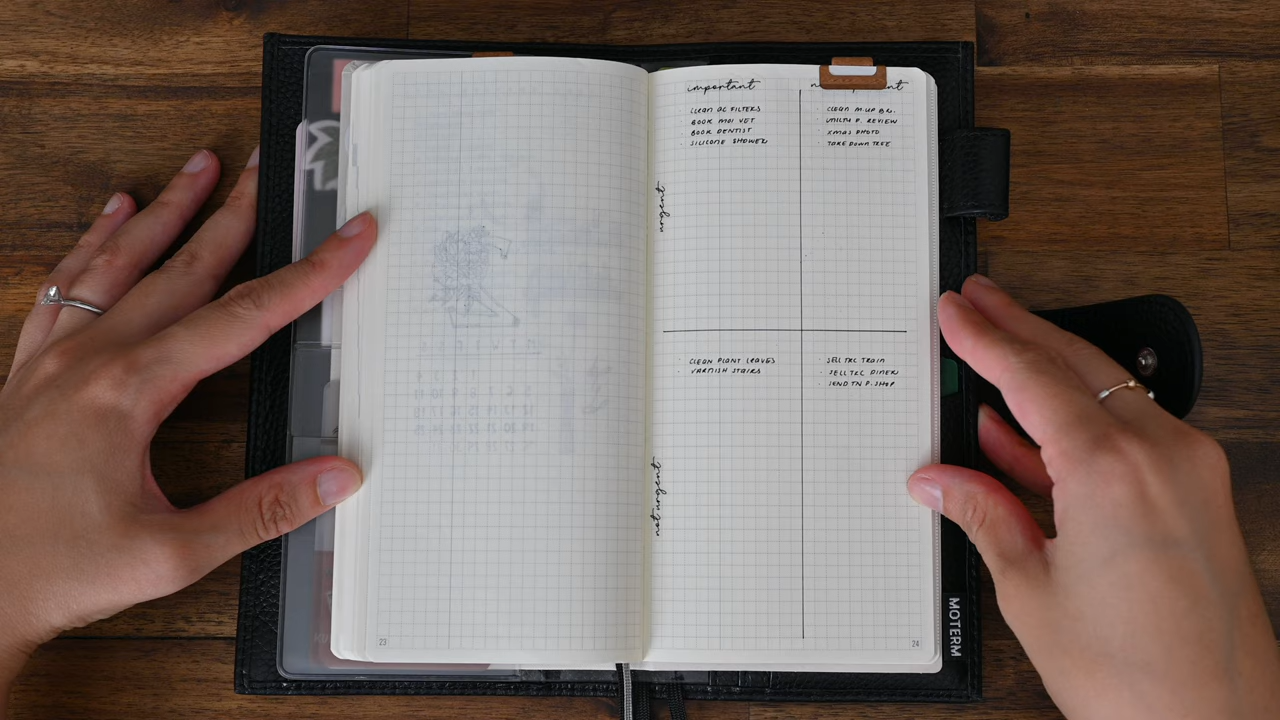 important
CLEAN AC FILTERS
BOOK MOI VET
BOOK DENTIST
SILICONE SHOWER
CLEAN M.UP BR.
UTILITY P. REVIEW
XMAS PHOTO
TAKE DOWN TREE
urgent
CLEAN PLANT LEAVES
VARNISH STAIRS
SELL TRC TRAIN
SELL TRC DINER
SEND TN P. SHOP
not urgent
23
24
MOTERM